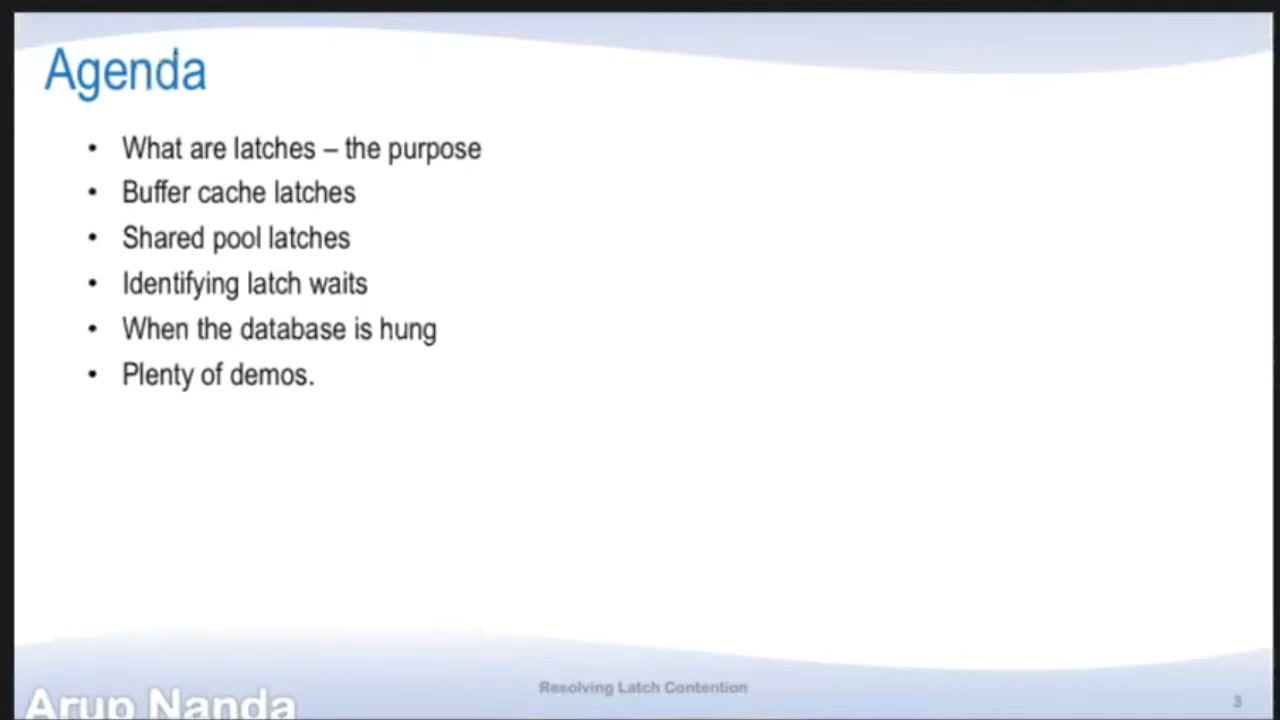 Agenda
• What are latches – the purpose
• Buffer cache latches
• Shared pool latches
• Identifying latch waits
• When the database is hung
• Plenty of demos.
Resolving Latch Contention
3
Arup Nanda